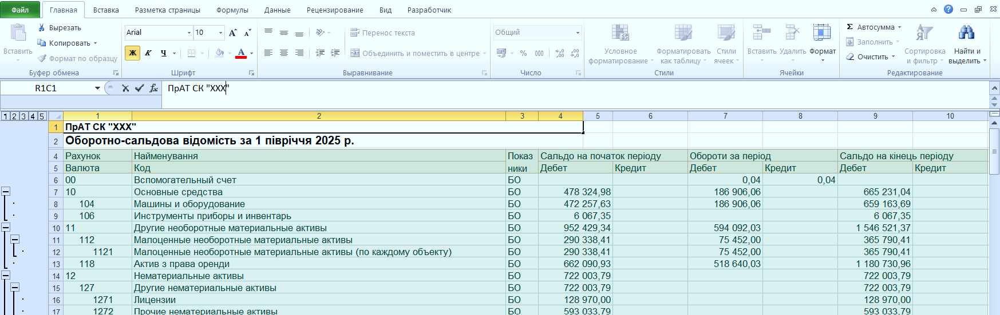 Файл Главная Вставка Разметка страницы Формулы Данные Рецензирование Вид Разработчик
Вставить
Вырезать
Копировать
Формат по образцу
Буфер обмена
Arial 10
Ж К Ч А
Шрифт
Перенос текста
Объединить и поместить в центре
Выравнивание
Общий
% 000
Число
Условное форматирование
Форматировать как таблицу
Стили ячеек
Стили
Вставить Удалить Формат
Ячейки
Σ Автосумма
Заполнить
Очистить
Сортировка и фильтр
Найти и выделить
Редактирование
R1C1 fx ПрАТ СК "XXX"
1 2 3 4 5
1 2 3 4 5 6 7 8 9 10
1 ПрАТ СК "XXX"
2 Оборотно-сальдова відомість за 1 півріччя 2025 р.
4 Рахунок Найменування Показ Сальдо на початок періоду Обороти за період Сальдо на кінець періоду
5 Валюта Код ники Дебет Кредит Дебет Кредит Дебет Кредит
6 00 Вспомогательный счет БО 0,04 0,04
7 10 Основные средства БО 478 324,98 186 906,06 665 231,04
8 104 Машины и оборудование БО 472 257,63 186 906,06 659 163,69
9 106 Инструменты приборы и инвентарь БО 6 067,35 6 067,35
10 11 Другие необоротные материальные активы БО 952 429,34 594 092,03 1 546 521,37
11 112 Малоценные необоротные материальные активы БО 290 338,41 75 452,00 365 790,41
12 1121 Малоценные необоротные материальные активы (по каждому объекту) БО 290 338,41 75 452,00 365 790,41
13 118 Актив з права оренди БО 662 090,93 518 640,03 1 180 730,96
14 12 Нематериальные активы БО 722 003,79 722 003,79
15 127 Другие нематериальные активы БО 722 003,79 722 003,79
16 1271 Лицензии БО 128 970,00 128 970,00
17 1272 Прочие нематериальные активы БО 593 033,79 593 033,79